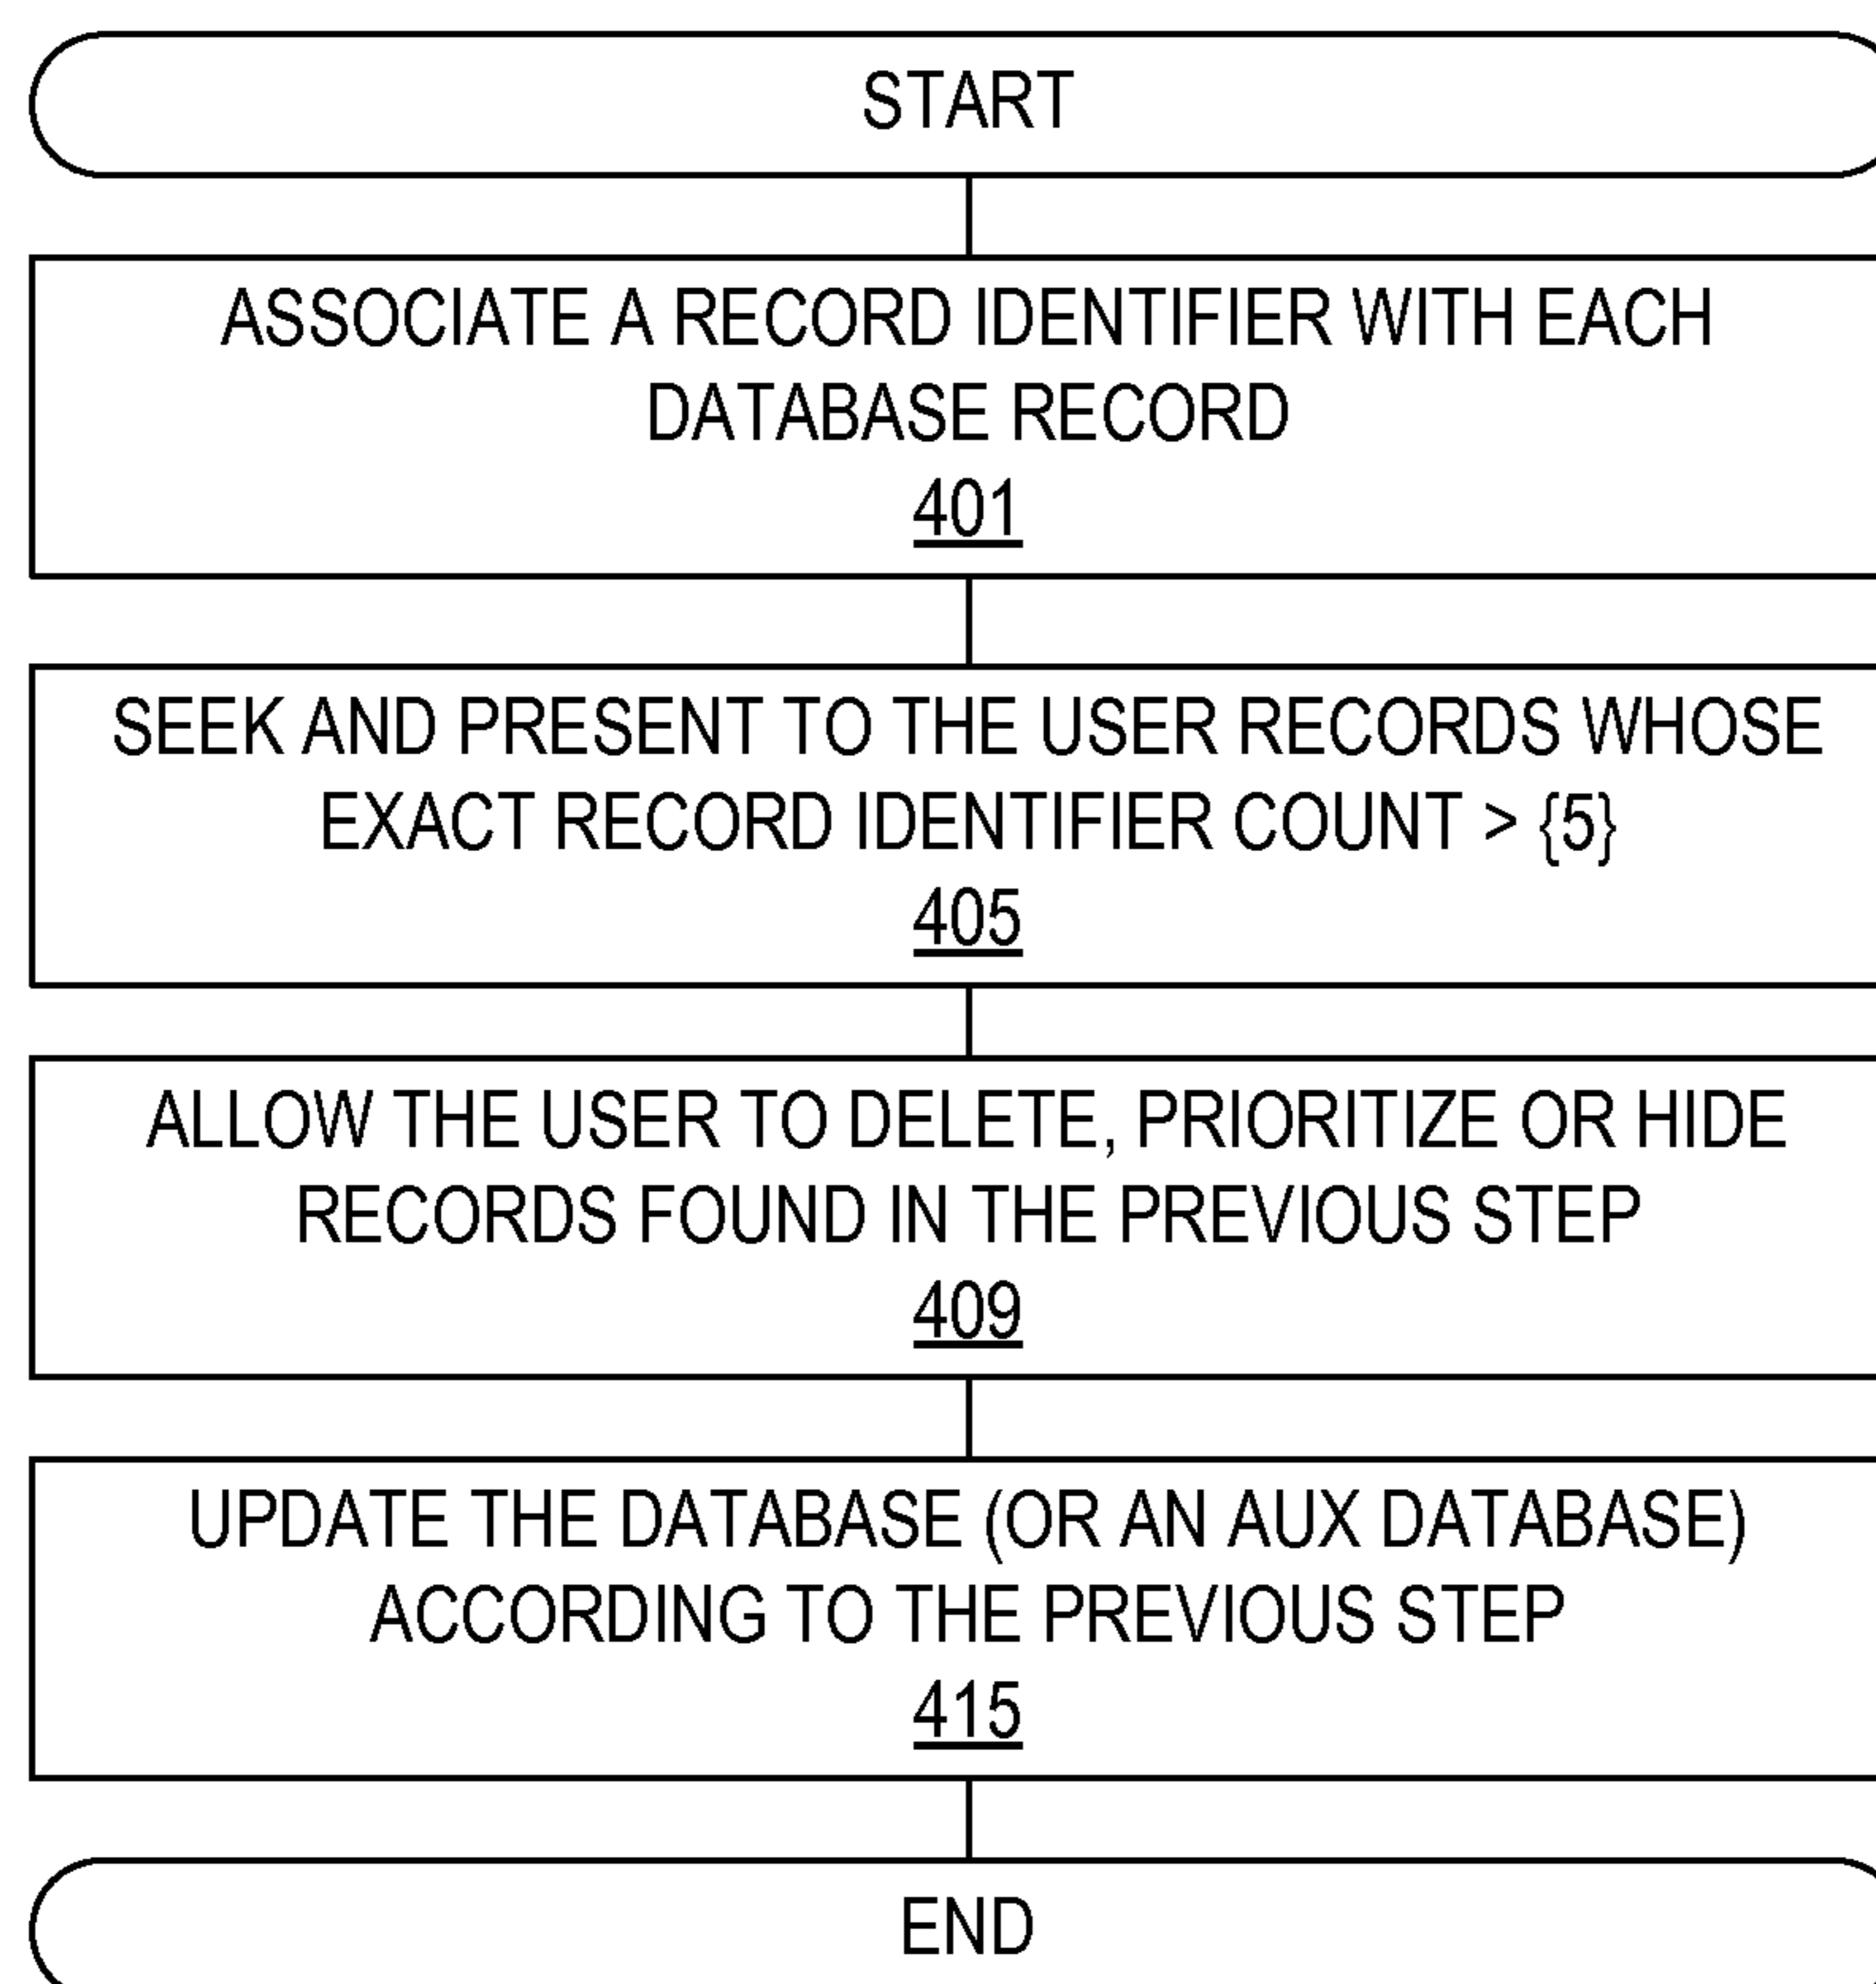 START
ASSOCIATE A RECORD IDENTIFIER WITH EACH
DATABASE RECORD
401
SEEK AND PRESENT TO THE USER RECORDS WHOSE
EXACT RECORD IDENTIFIER COUNT > {5}
405
ALLOW THE USER TO DELETE, PRIORITIZE OR HIDE
RECORDS FOUND IN THE PREVIOUS STEP
409
UPDATE THE DATABASE (OR AN AUX DATABASE)
ACCORDING TO THE PREVIOUS STEP
415
END